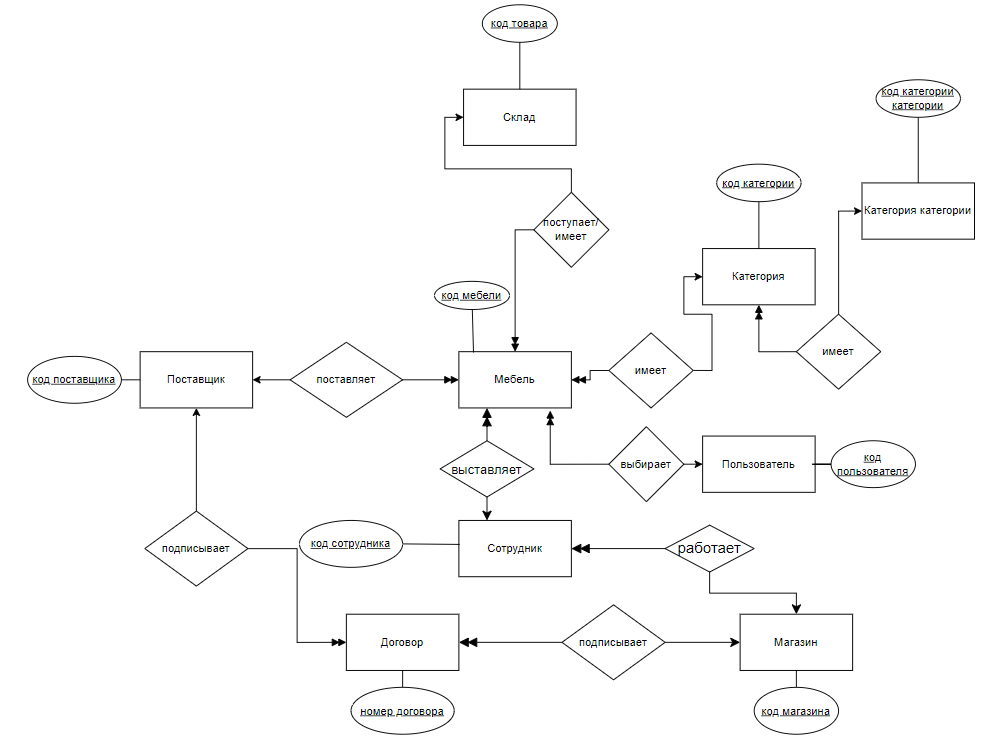 код товара
Склад
код категории
категории
Категория категории
код категории
Категория
поступает/
имеет
код мебели
имеет
код поставщика
Поставщик
поставляет
Мебель
имеет
выставляет
выбирает
Пользователь
код
пользователя
подписывает
код сотрудника
Сотрудник
работает
Договор
подписывает
Магазин
номер договора
код магазина